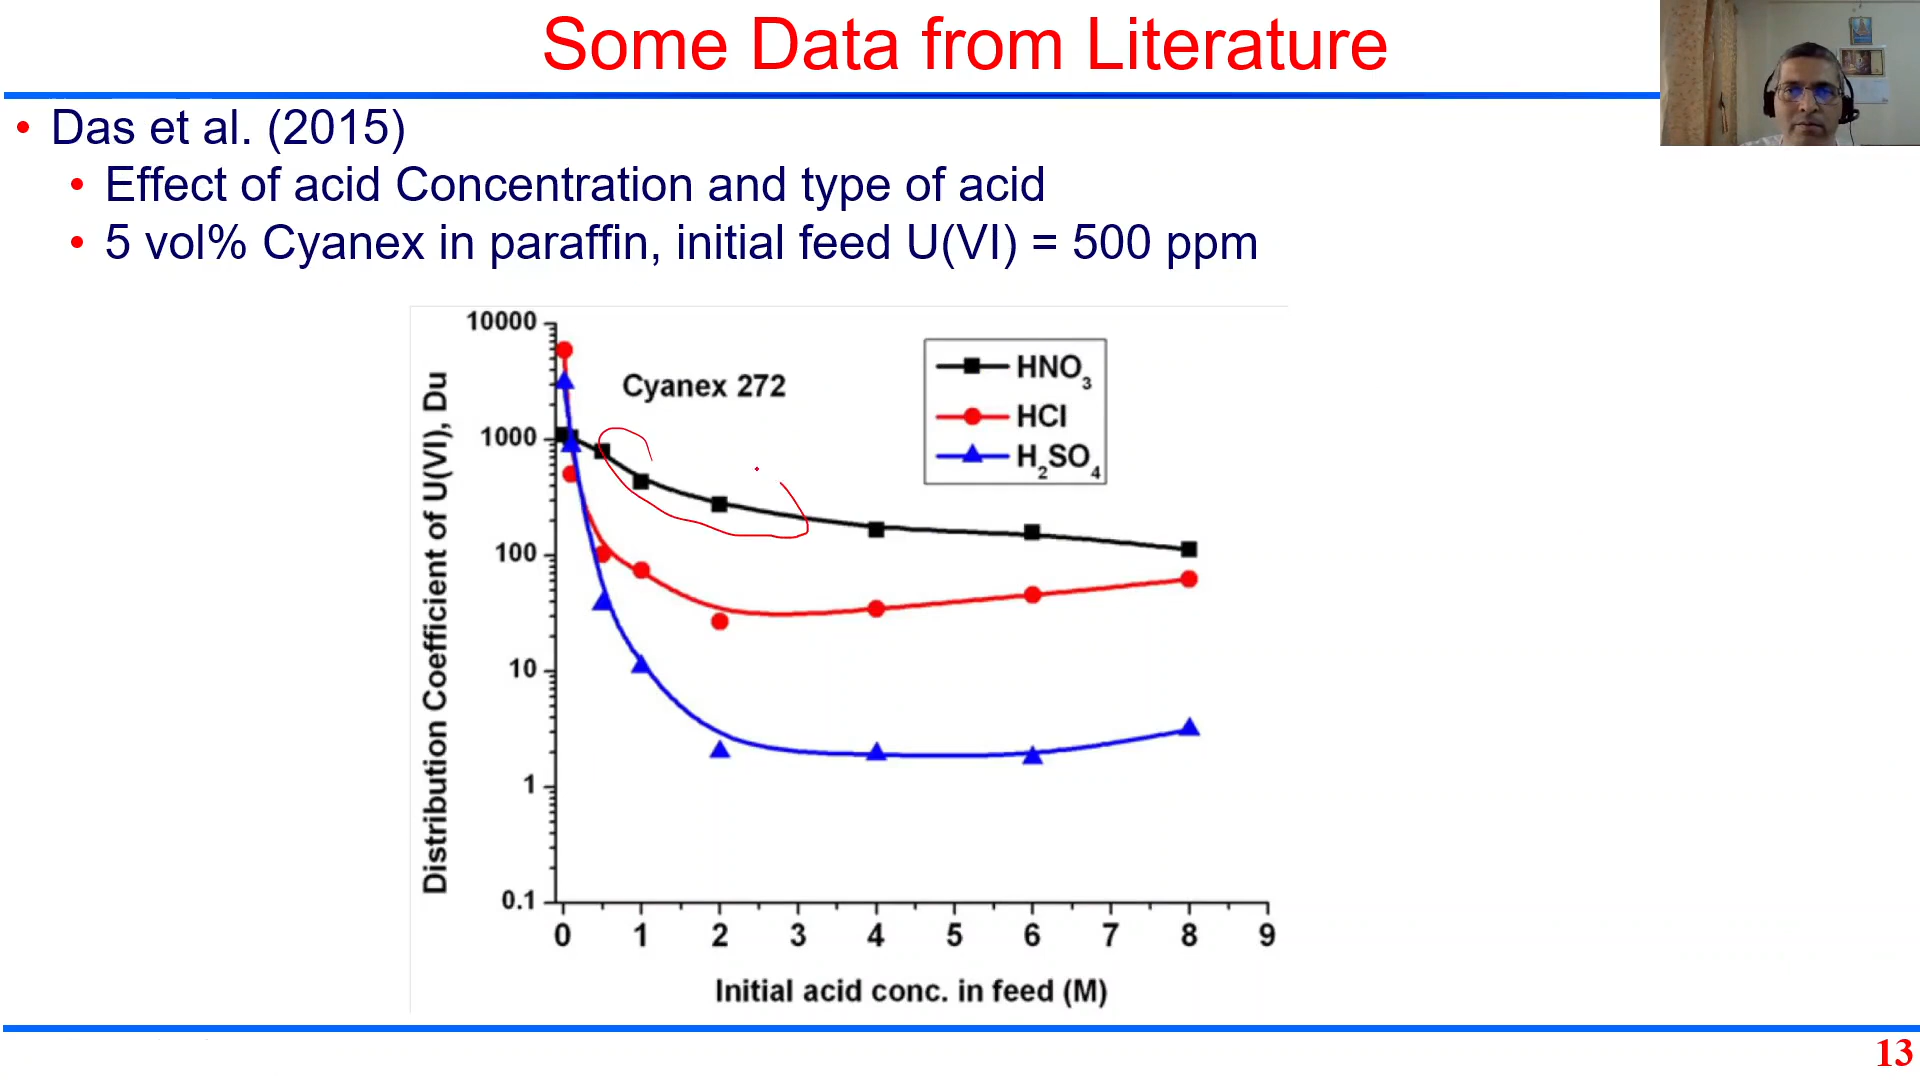 Some Data from Literature
• Das et al. (2015)
• Effect of acid Concentration and type of acid
• 5 vol% Cyanex in paraffin, initial feed U(VI) = 500 ppm
Cyanex 272
HNO₃
HCl
H₂SO₄
Distribution Coefficient of U(VI), Du
10000
1000
100
10
1
0.1
0 1 2 3 4 5 6 7 8 9
Initial acid conc. in feed (M)
13